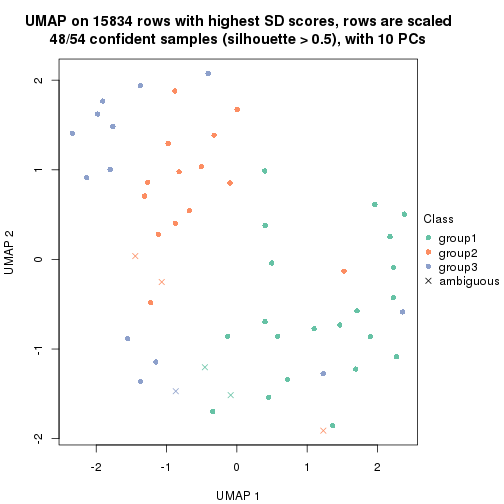 UMAP on 15834 rows with highest SD scores, rows are scaled
48/54 confident samples (silhouette > 0.5), with 10 PCs
2
1
0
-1
-2
UMAP 2
-2
-1
0
1
2
UMAP 1
Class
group1
group2
group3
ambiguous